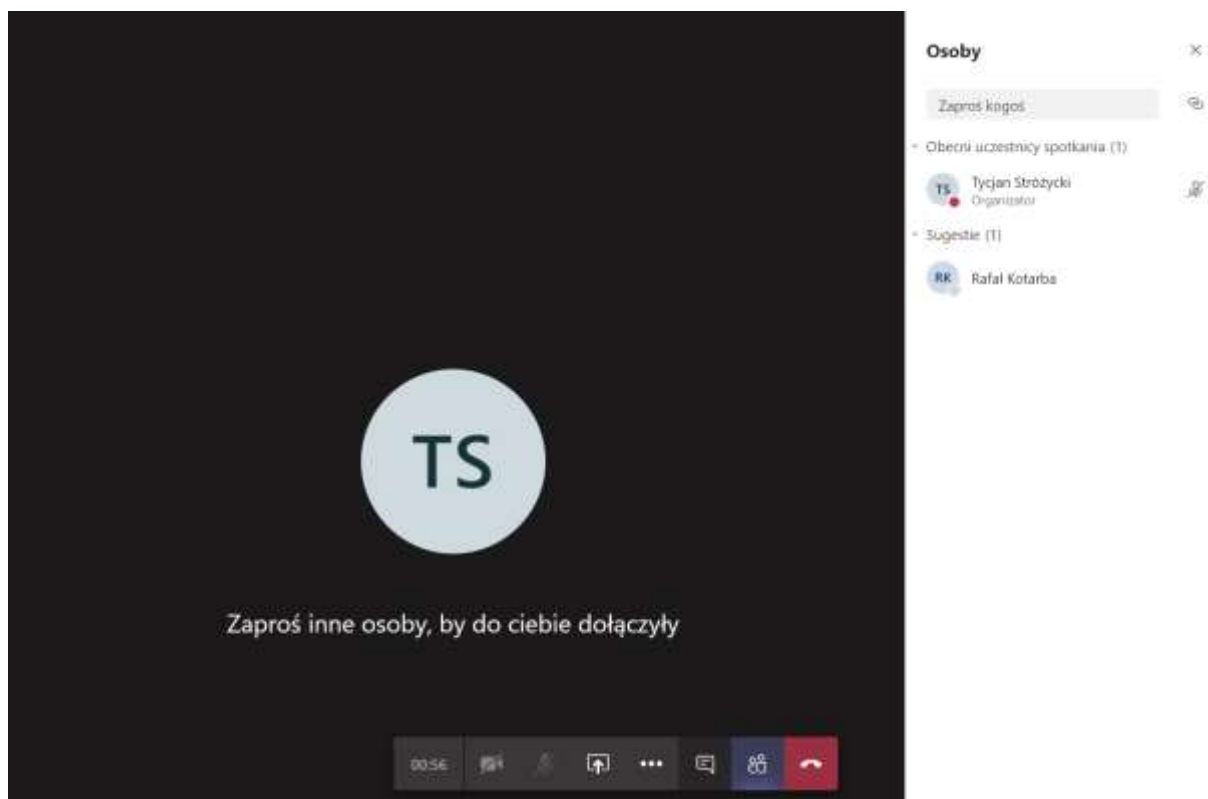 Osoby
Zaproś kogoś
Obecni uczestnicy spotkania (1)
TS
Tycjan Stróżycki
Organizator
Sugestie (1)
RK
Rafał Kotarba
TS
Zaproś inne osoby, by do ciebie dołączyły
00:56